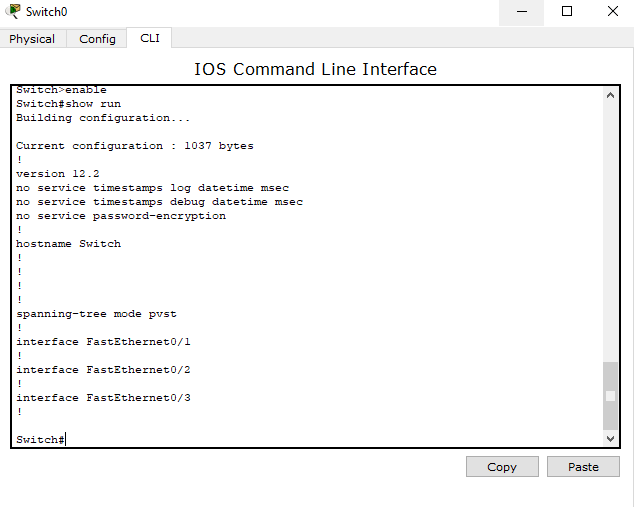 Switch0
Physical Config CLI
IOS Command Line Interface
Switch>enable
Switch#show run
Building configuration...
Current configuration : 1037 bytes
!
version 12.2
no service timestamps log datetime msec
no service timestamps debug datetime msec
no service password-encryption
!
hostname Switch
!
!
!
!
spanning-tree mode pvst
!
interface FastEthernet0/1
!
interface FastEthernet0/2
!
interface FastEthernet0/3
!
Switch#
Copy Paste